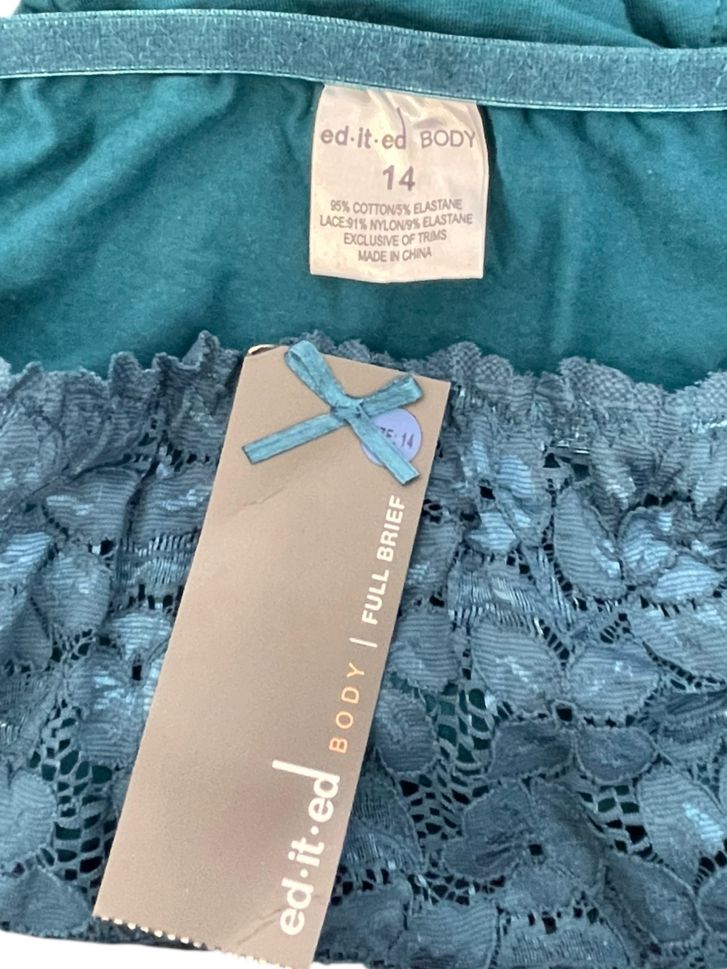 ed·it·ed BODY
14
95% COTTON/5% ELASTANE
LACE:91% NYLON/9% ELASTANE
EXCLUSIVE OF TRIMS
MADE IN CHINA
ZE: 14
ed·it·ed BODY | FULL BRIEF